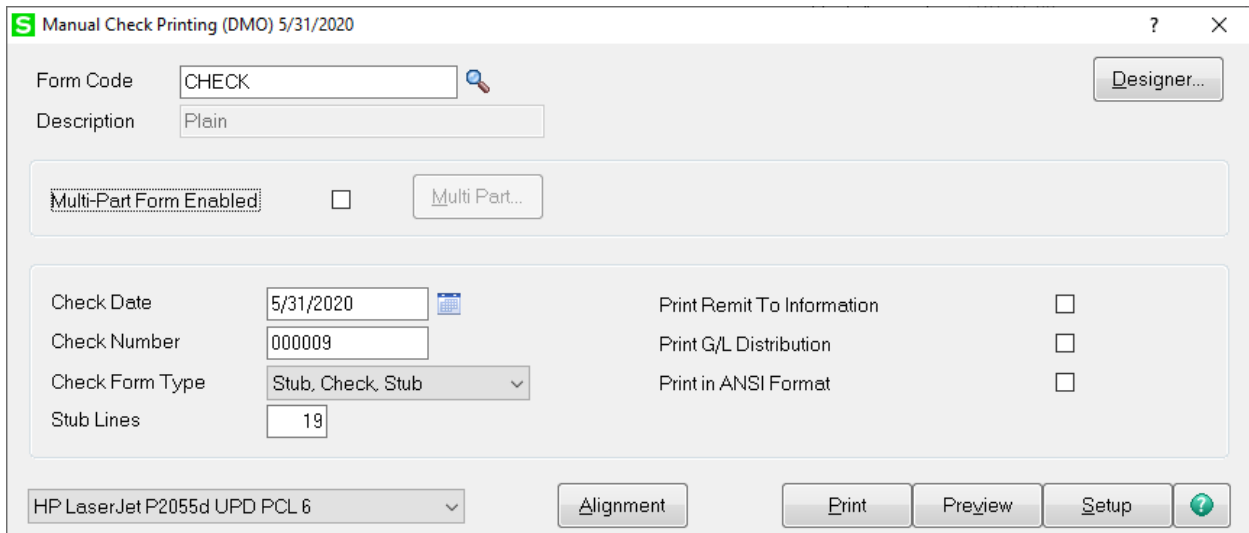 S Manual Check Printing (DMO) 5/31/2020 ?
Form Code CHECK Designer...
Description Plain
Multi-Part Form Enabled Multi Part...
Check Date 5/31/2020 Print Remit To Information
Check Number 000009 Print G/L Distribution
Check Form Type Stub, Check, Stub Print in ANSI Format
Stub Lines 19
HP LaserJet P2055d UPD PCL 6 Alignment Print Preview Setup ?